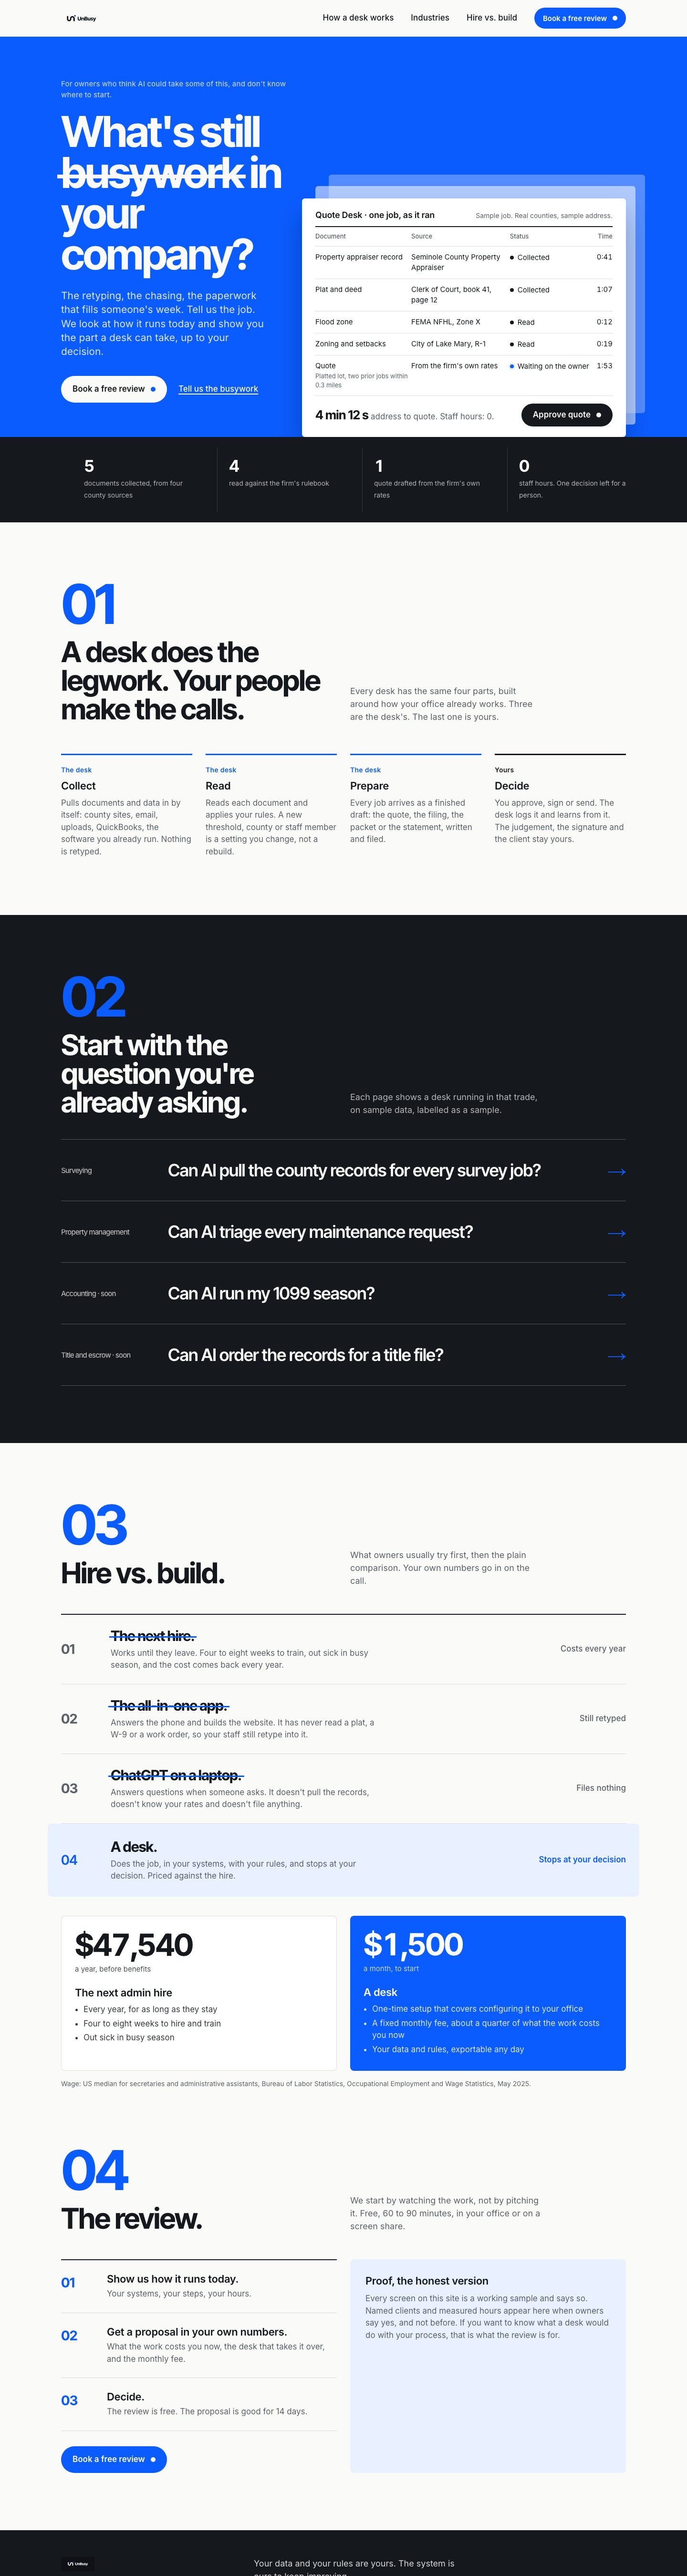 UnBusy
How a desk works
Industries
Hire vs. build
Book a free review
For owners who think AI could take some of this, and don't know
where to start.
What's still
busywork in
your
company?
The retyping, the chasing, the paperwork
that fills someone's week. Tell us the job.
We look at how it runs today and show you
the part a desk can take, up to your
decision.
Book a free review
Tell us the busywork
Quote Desk · one job, as it ran
Sample job. Real counties, sample address.
Document
Source
Status
Time
Property appraiser record
Seminole County Property
Appraiser
Collected
0:41
Plat and deed
Clerk of Court, book 41,
page 12
Collected
1:07
Flood zone
FEMA NFHL, Zone X
Read
0:12
Zoning and setbacks
City of Lake Mary, R-1
Read
0:19
Quote
Platted lot, two prior jobs within
0.3 miles
From the firm's own rates
Waiting on the owner
1:53
4 min 12 s address to quote. Staff hours: 0.
Approve quote
5
documents collected, from four
county sources
4
read against the firm's rulebook
1
quote drafted from the firm's own
rates
0
staff hours. One decision left for a
person.
01
A desk does the
legwork. Your people
make the calls.
Every desk has the same four parts, built
around how your office already works. Three
are the desk's. The last one is yours.
The desk
Collect
Pulls documents and data in by
itself: county sites, email,
uploads, QuickBooks, the
software you already run. Nothing
is retyped.
The desk
Read
Reads each document and
applies your rules. A new
threshold, county or staff member
is a setting you change, not a
rebuild.
The desk
Prepare
Every job arrives as a finished
draft: the quote, the filing, the
packet or the statement, written
and filed.
Yours
Decide
You approve, sign or send. The
desk logs it and learns from it.
The judgement, the signature and
the client stay yours.
02
Start with the
question you're
already asking.
Each page shows a desk running in that trade,
on sample data, labelled as a sample.
Surveying
Can AI pull the county records for every survey job?
→
Property management
Can AI triage every maintenance request?
→
Accounting · soon
Can AI run my 1099 season?
→
Title and escrow · soon
Can AI order the records for a title file?
→
03
Hire vs. build.
What owners usually try first, then the plain
comparison. Your own numbers go in on the
call.
01
The next hire.
Works until they leave. Four to eight weeks to train, out sick in busy
season, and the cost comes back every year.
Costs every year
02
The all-in-one app.
Answers the phone and builds the website. It has never read a plat, a
W-9 or a work order, so your staff still retype into it.
Still retyped
03
ChatGPT on a laptop.
Answers questions when someone asks. It doesn't pull the records,
doesn't know your rates and doesn't file anything.
Files nothing
04
A desk.
Does the job, in your systems, with your rules, and stops at your
decision. Priced against the hire.
Stops at your decision
$47,540
a year, before benefits
The next admin hire
• Every year, for as long as they stay
• Four to eight weeks to hire and train
• Out sick in busy season
$1,500
a month, to start
A desk
• One-time setup that covers configuring it to your office
• A fixed monthly fee, about a quarter of what the work costs
you now
• Your data and rules, exportable any day
Wage: US median for secretaries and administrative assistants, Bureau of Labor Statistics, Occupational Employment and Wage Statistics, May 2025.
04
The review.
We start by watching the work, not by pitching
it. Free, 60 to 90 minutes, in your office or on a
screen share.
01
Show us how it runs today.
Your systems, your steps, your hours.
02
Get a proposal in your own numbers.
What the work costs you now, the desk that takes it over,
and the monthly fee.
03
Decide.
The review is free. The proposal is good for 14 days.
Book a free review
Proof, the honest version
Every screen on this site is a working sample and says so.
Named clients and measured hours appear here when owners
say yes, and not before. If you want to know what a desk would
do with your process, that is what the review is for.
UnBusy
Your data and your rules are yours. The system is